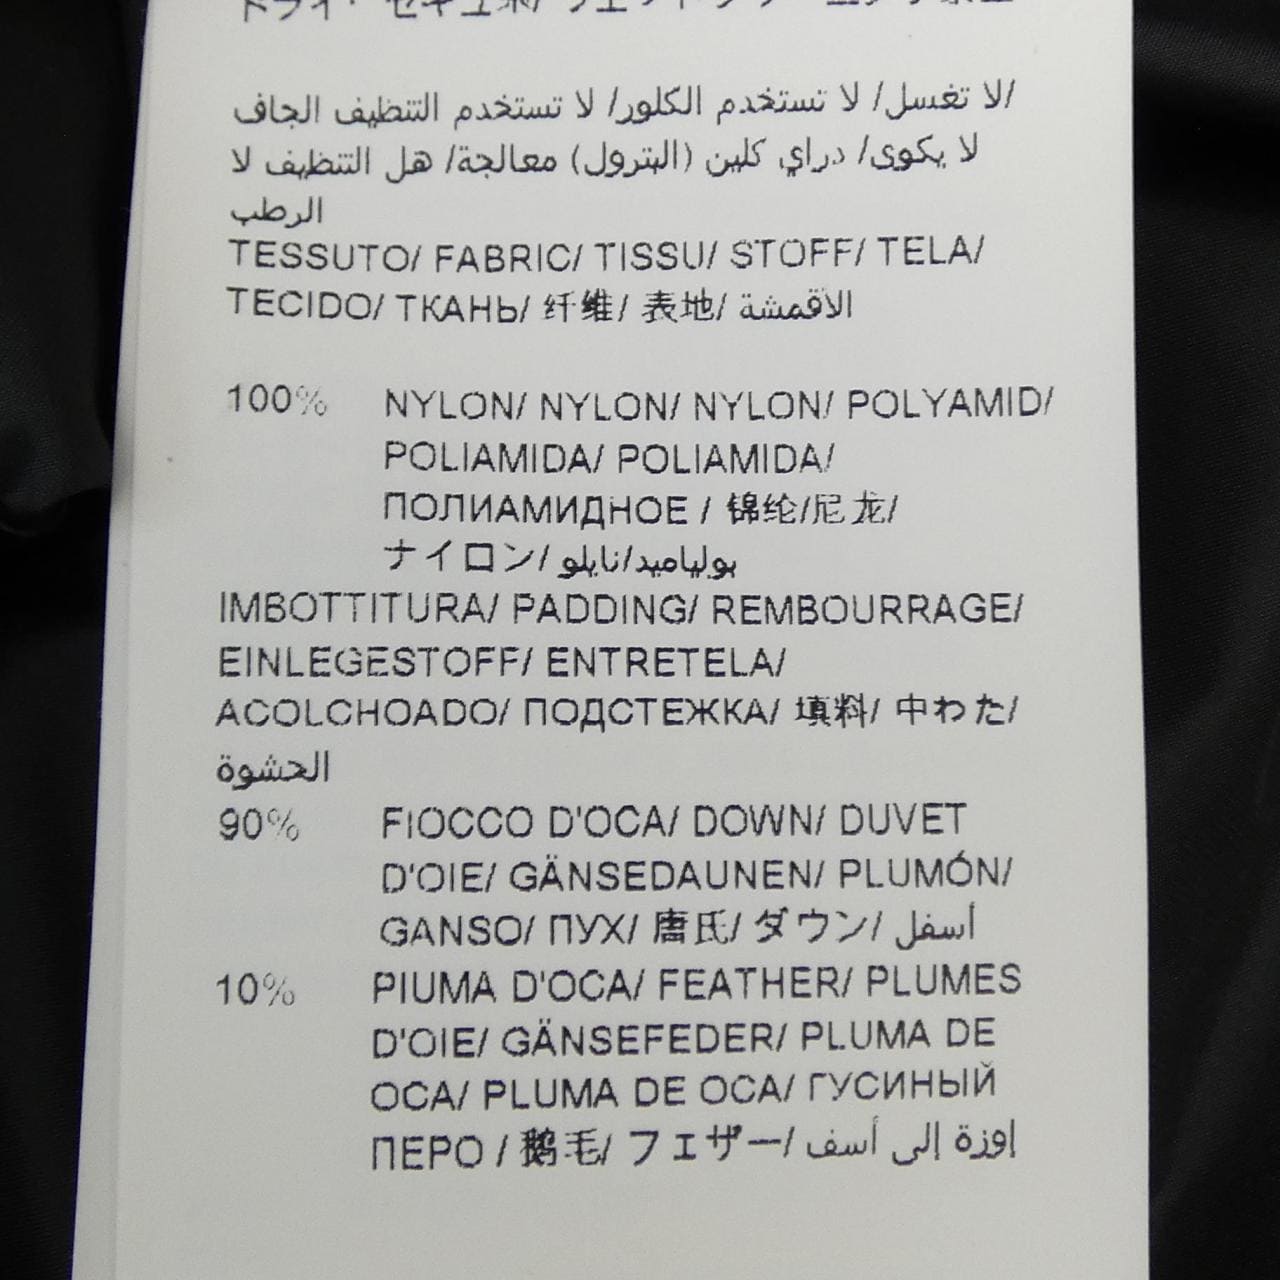 /لا تغسل/ لا تستخدم الكلور/ لا تستخدم التنظيف الجاف
لا يكوى/ دراي كلين (البترول) معالجة/ هل التنظيف لا
الرطب
TESSUTO/ FABRIC/ TISSU/ STOFF/ TELA/
TECIDO/ ТКАНЬ/ 纤维/ 表地/ الأقمشة
100% NYLON/ NYLON/ NYLON/ POLYAMID/
POLIAMIDA/ POLIAMIDA/
ПОЛИАМИДНОЕ / 锦纶/尼龙/
ナイロン/ بولياميد/نايلو
IMBOTTITURA/ PADDING/ REMBOURRAGE/
EINLEGESTOFF/ ENTRETELA/
ACOLCHOADO/ ПОДСТЕЖКА/ 填料/ 中わた/
الحشوة
90% FIOCCO D'OCA/ DOWN/ DUVET
D'OIE/ GÄNSEDAUNEN/ PLUMÓN/
GANSO/ ПУХ/ 唐氏/ ダウン/ أسفل
10% PIUMA D'OCA/ FEATHER/ PLUMES
D'OIE/ GÄNSEFEDER/ PLUMA DE
OCA/ PLUMA DE OCA/ ГУСИНЫЙ
ПЕРО / 鹅毛/ フェザー/ إوزة إلى أسف